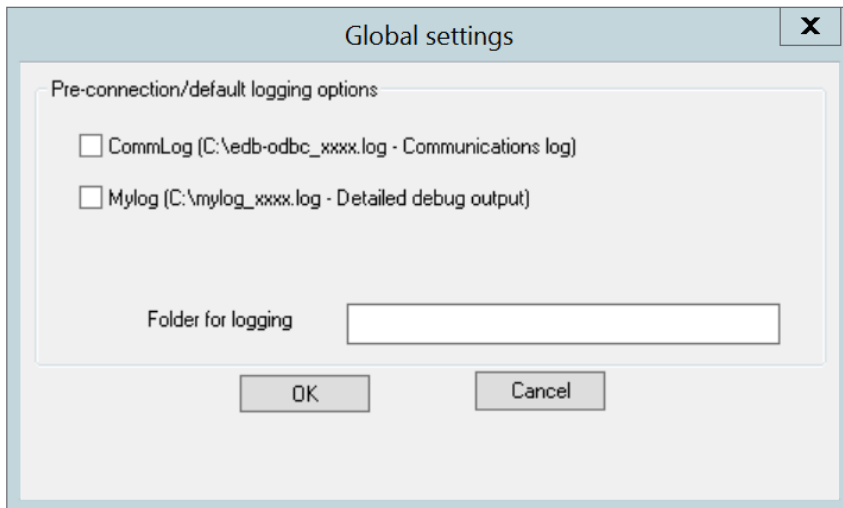 Global settings
X
Pre-connection/default logging options
CommLog (C:\edb-odbc_xxxx.log - Communications log)
Mylog (C:\mylog_xxxx.log - Detailed debug output)
Folder for logging
OK Cancel